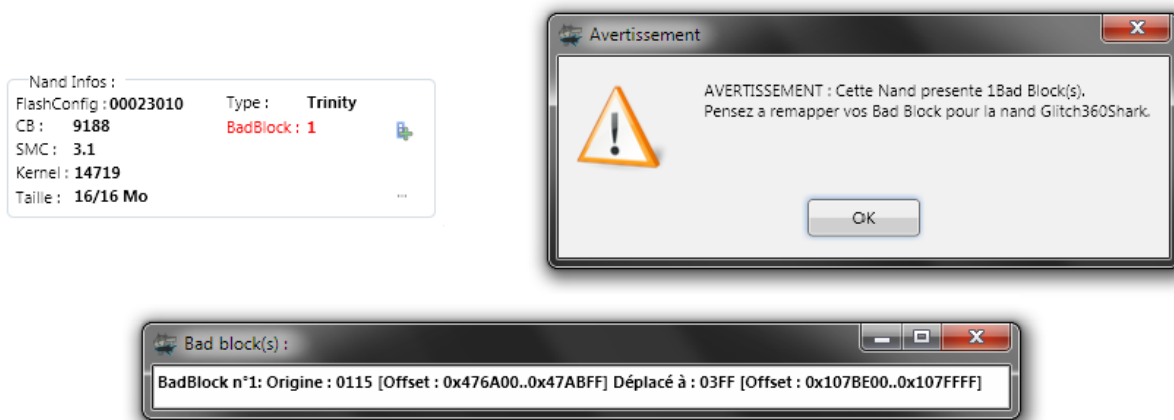 Nand Infos :
FlashConfig : 00023010 Type : Trinity
CB : 9188 BadBlock : 1
SMC : 3.1
Kernel : 14719
Taille : 16/16 Mo
...
Avertissement
AVERTISSEMENT : Cette Nand presente 1Bad Block(s).
Pensez a remapper vos Bad Block pour la nand Glitch360Shark.
OK
Bad block(s) :
BadBlock n°1: Origine : 0115 [Offset : 0x476A00..0x47ABFF] Déplacé à : 03FF [Offset : 0x107BE00..0x107FFFF]